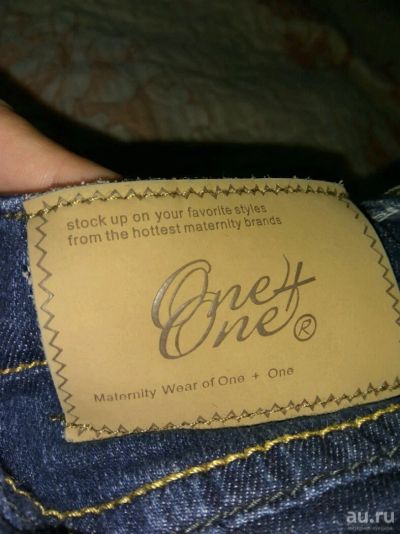 stock up on your favorite styles
from the hottest maternity brands
One+
One®
Maternity Wear of One + One
au.ru